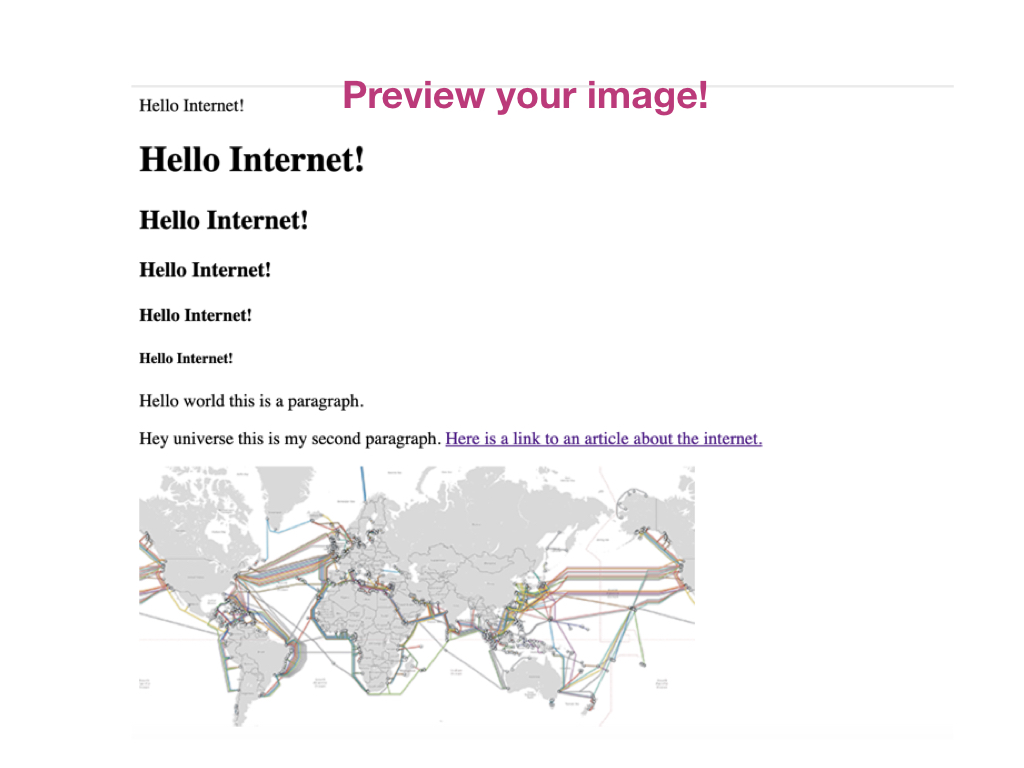 Preview your image!
Hello Internet!
Hello Internet!
Hello Internet!
Hello Internet!
Hello Internet!
Hello Internet!
Hello world this is a paragraph.
Hey universe this is my second paragraph. Here is a link to an article about the internet.